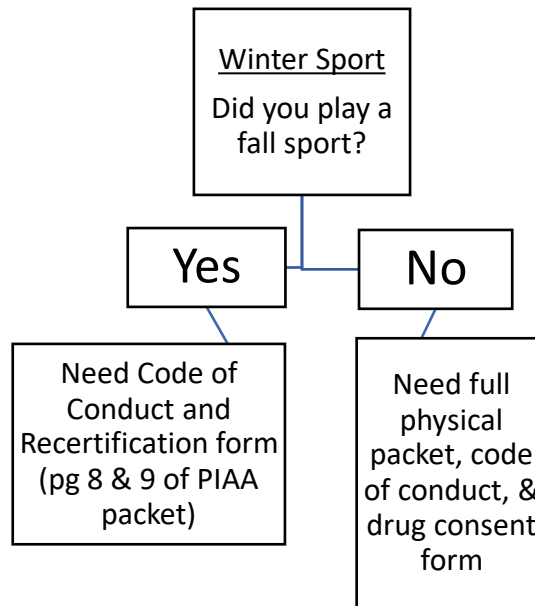 Winter Sport
Did you play a
fall sport?
Yes
No
Need Code of
Conduct and
Recertification form
(pg 8 & 9 of PIAA
packet)
Need full
physical
packet, code
of conduct, &
drug consent
form